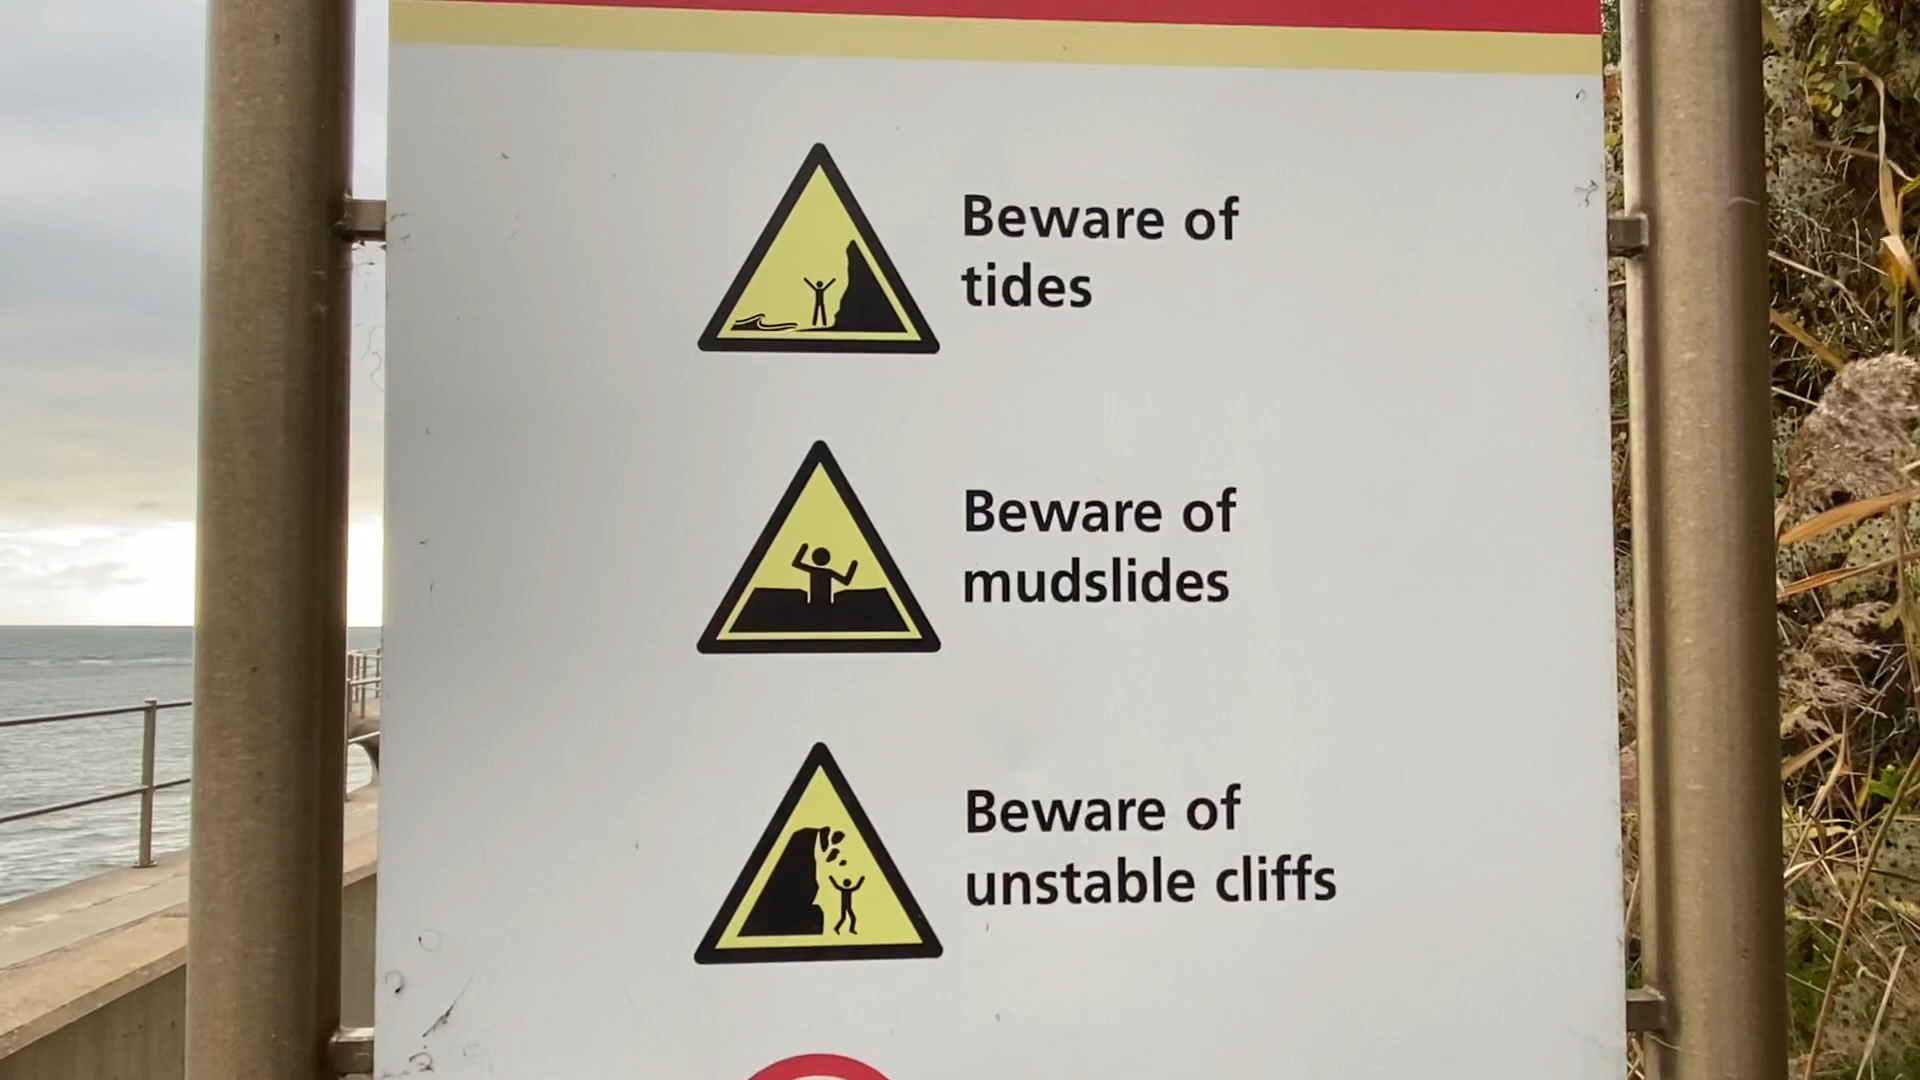 Beware of
tides
Beware of
mudslides
Beware of
unstable cliffs